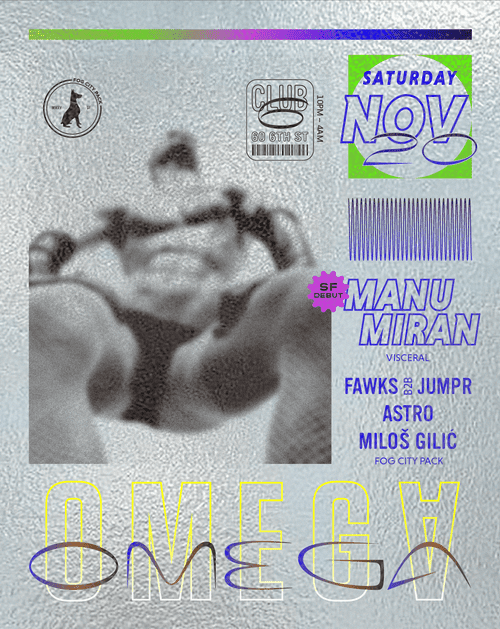 FOG CITY PACK
CLUB
6
60 6TH ST
10PM – 4AM
SATURDAY
NOV
20
SF
DEBUT
MANU
MIRAN
VISCERAL
FAWKS B2B JUMPR
ASTRO
MILOŠ GILIĆ
FOG CITY PACK
OMEGA
OMEGA